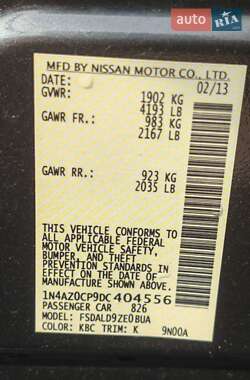 auto RIA
MFD BY NISSAN MOTOR CO., LTD.
DATE: 02/13
GVWR: 1902 KG
4193 LB
GAWR FR.: 983 KG
2167 LB
GAWR RR.: 923 KG
2035 LB
THIS VEHICLE CONFORMS TO
ALL APPLICABLE FEDERAL
MOTOR VEHICLE SAFETY,
BUMPER, AND THEFT
PREVENTION STANDARDS IN
EFFECT ON THE DATE OF
MANUFACTURE SHOWN ABOVE.
1N4AZ0CP9DC404556
PASSENGER CAR 826
MODEL: FSDALD9ZE0BUA
COLOR: KBC TRIM: K 9N00A